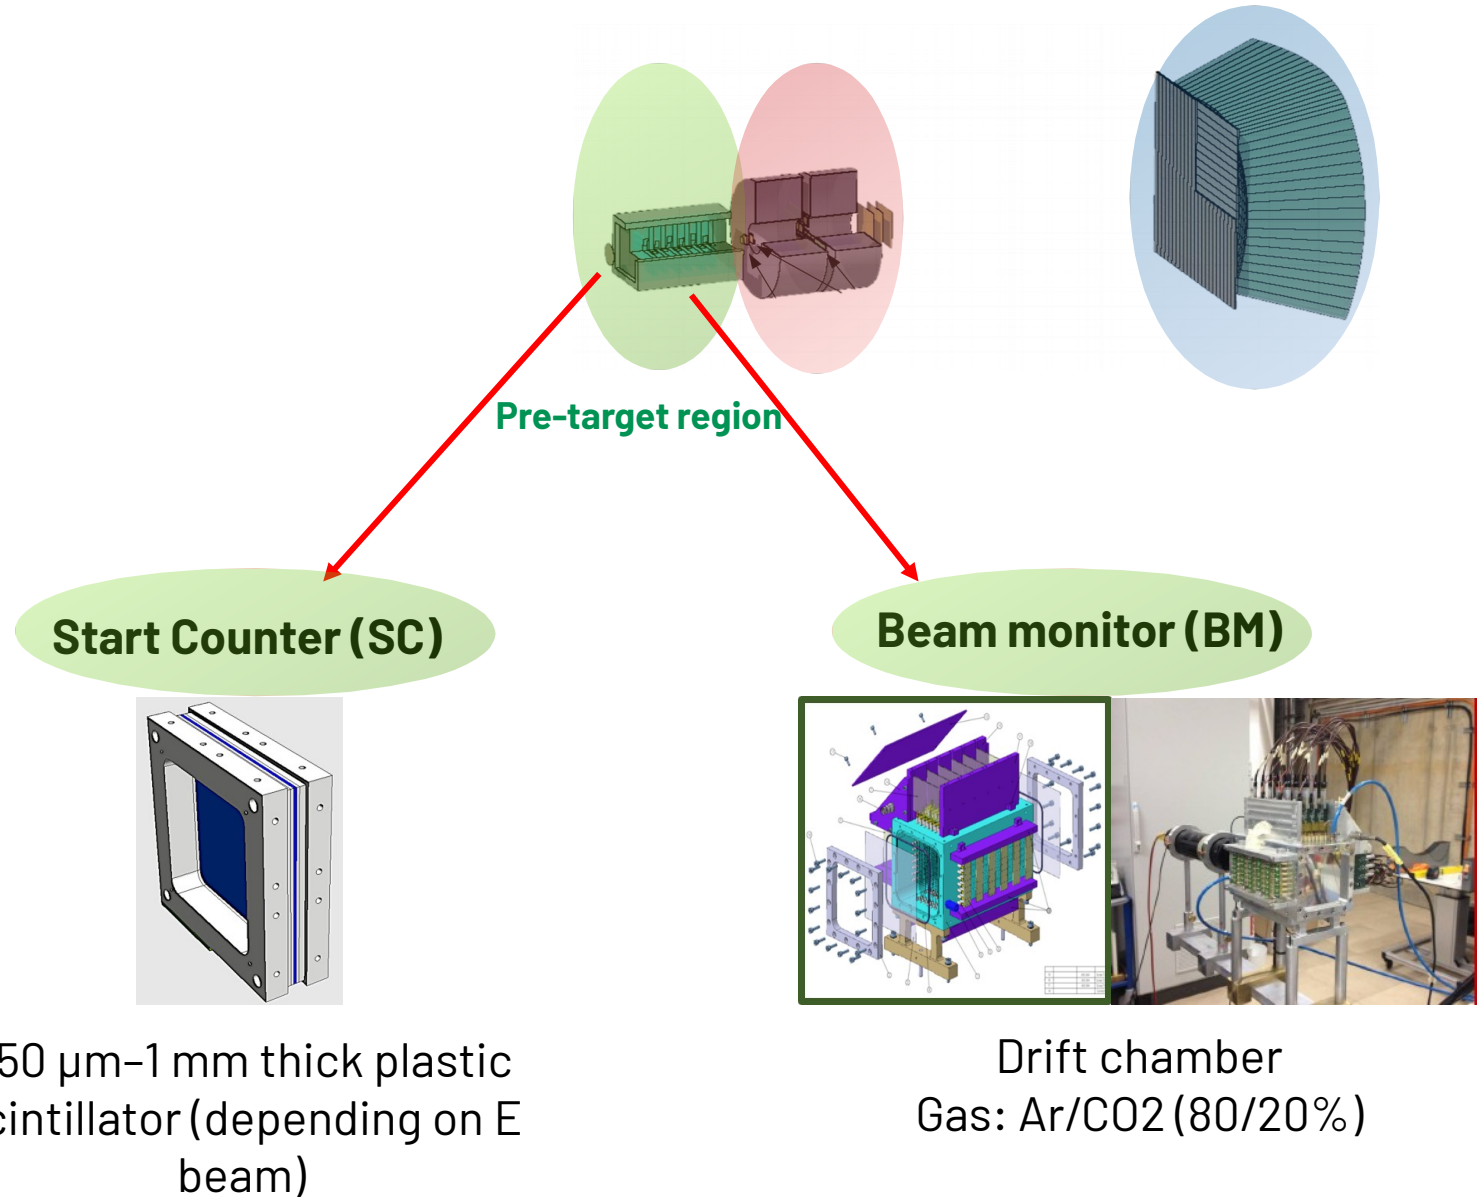 Pre-target region
Start Counter (SC)
Beam monitor (BM)
50 µm–1 mm thick plastic
cintillator (depending on E
beam)
Drift chamber
Gas: Ar/CO2 (80/20%)